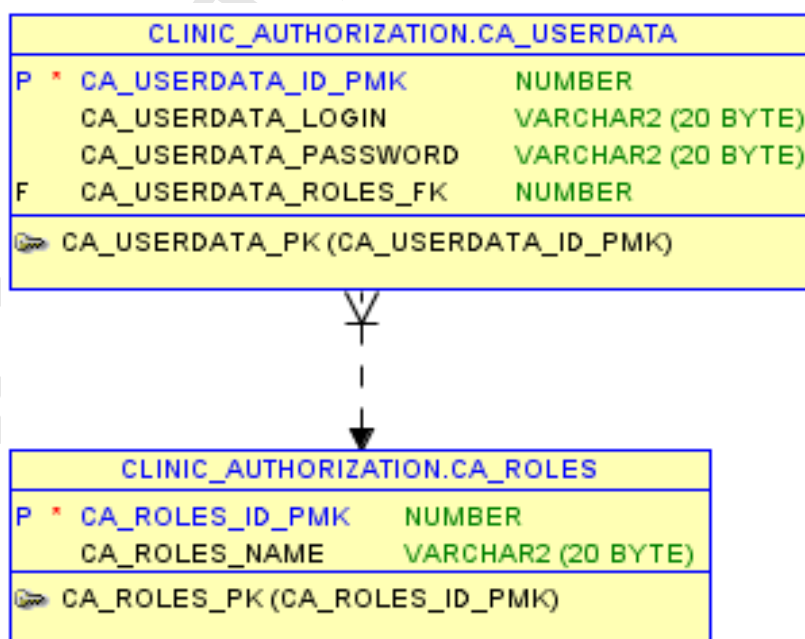 CLINIC_AUTHORIZATION.CA_USERDATA
P * CA_USERDATA_ID_PMK NUMBER
CA_USERDATA_LOGIN VARCHAR2 (20 BYTE)
CA_USERDATA_PASSWORD VARCHAR2 (20 BYTE)
F CA_USERDATA_ROLES_FK NUMBER
CA_USERDATA_PK (CA_USERDATA_ID_PMK)
CLINIC_AUTHORIZATION.CA_ROLES
P * CA_ROLES_ID_PMK NUMBER
CA_ROLES_NAME VARCHAR2 (20 BYTE)
CA_ROLES_PK (CA_ROLES_ID_PMK)